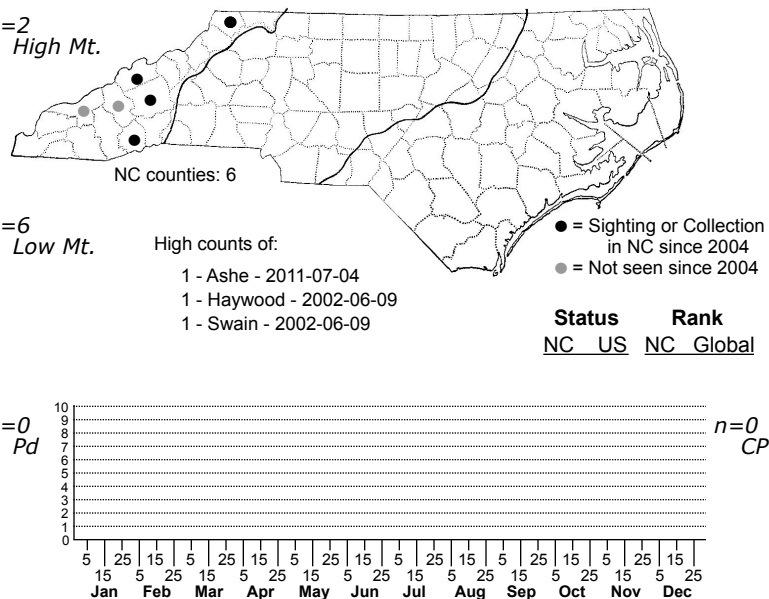 =2
High Mt.
NC counties: 6
=6
Low Mt.
High counts of:
1 - Ashe - 2011-07-04
1 - Haywood - 2002-06-09
1 - Swain - 2002-06-09
● = Sighting or Collection
in NC since 2004
● = Not seen since 2004
Status Rank
NC US NC Global
=0
Pd
n=0
CP
10
9
8
7
6
5
4
3
2
1
0
5 25 15 5 25 15 5 25 15 5 25 15 5 25 15 5 25 15
15 5 25 15 5 25 15 5 25 15 5 25 15 5 25 15 5 25
Jan Feb Mar Apr May Jun Jul Aug Sep Oct Nov Dec